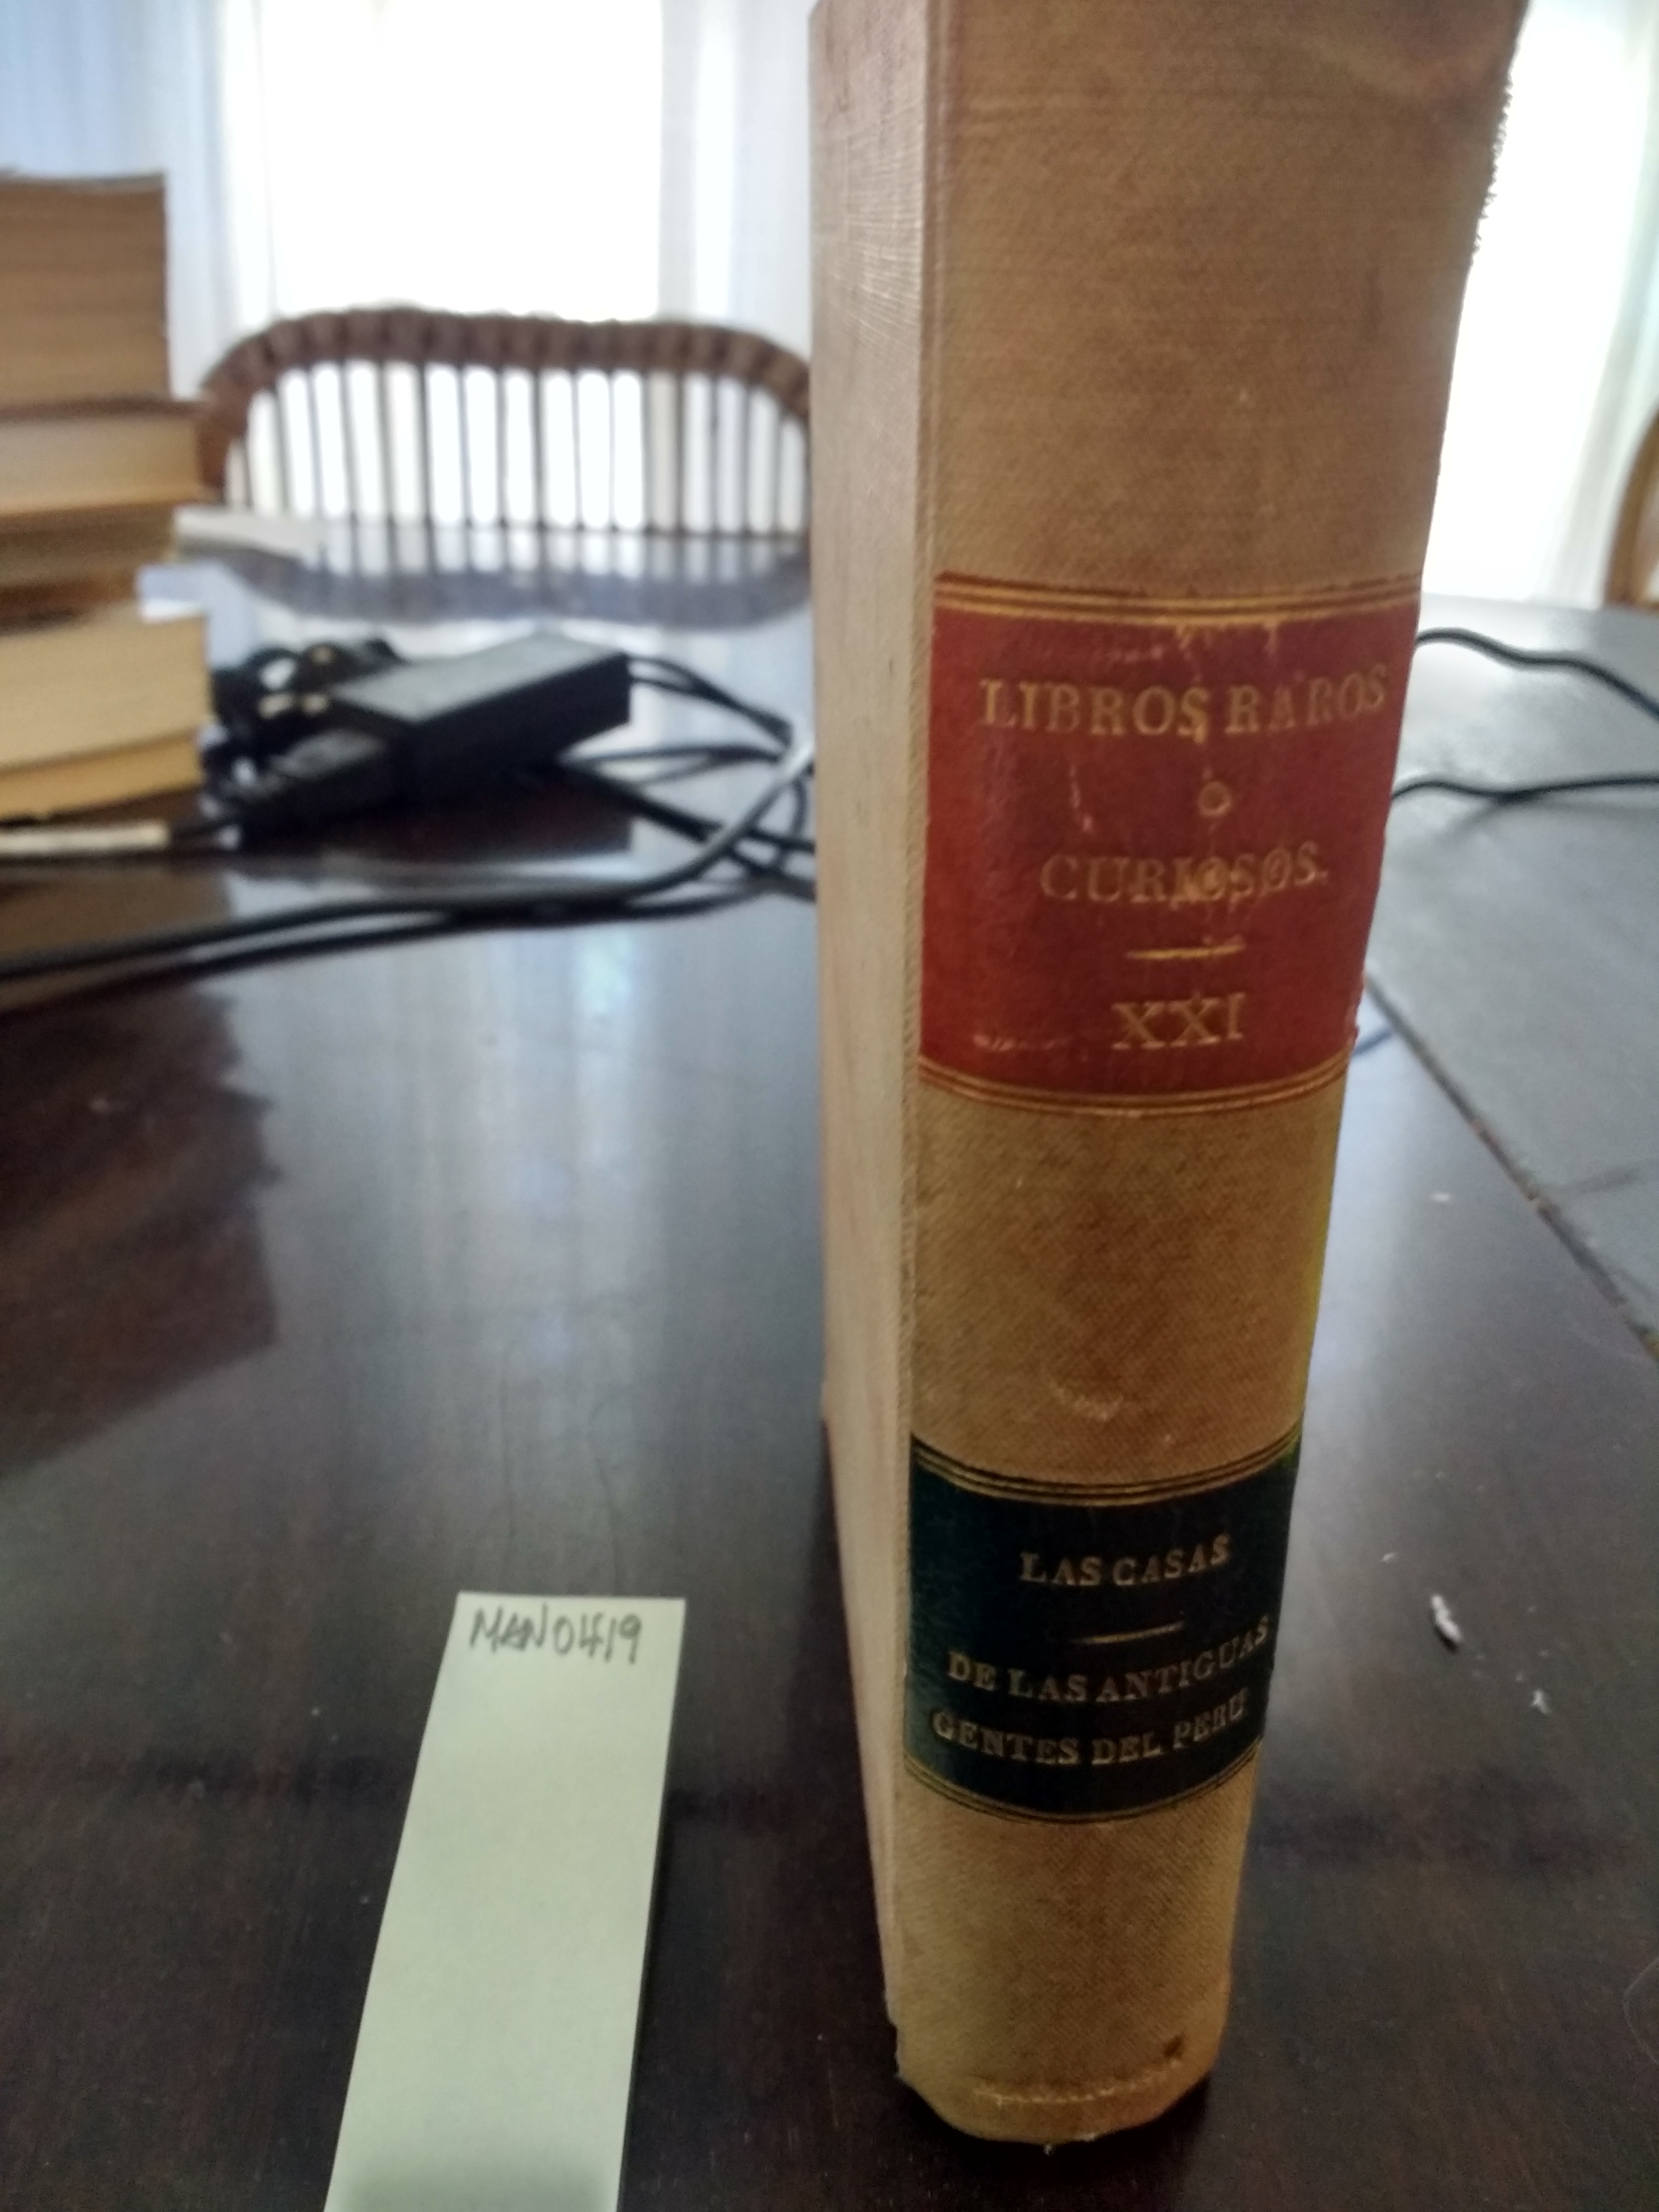 LIBROS RAROS
O
CURIOSOS.
XXI
LAS CASAS
DE LAS ANTIGUAS
GENTES DEL PERU
MAN0419